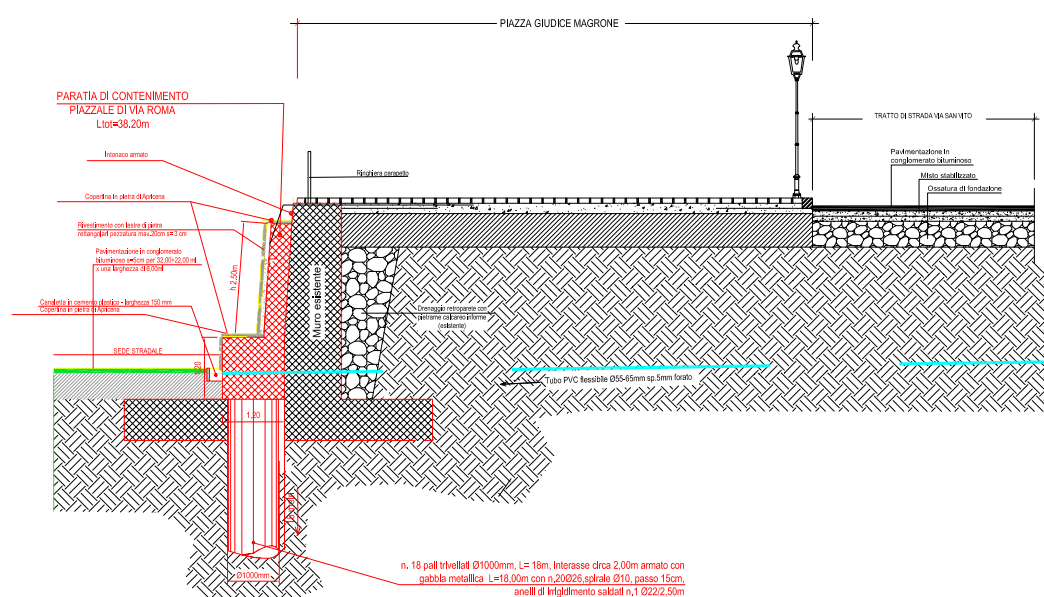 PIAZZA GIUDICE MAGRONE
PARATIA DI CONTENIMENTO
PIAZZALE DI VIA ROMA
Ltot=38.20m
TRATTO DI STRADA VIA SAN VITO
Intonaco armato
Pavimentazione in
conglomerato bituminoso
Ringhiera parapetto
Misto stabilizzato
Ossatura di fondazione
Copertina in pietra di Apricena
Rivestimento con lastre di pietra
rettangolari pezzatura max.20cm s=3 cm
Pavimentazione in conglomerato
bituminoso s=5cm per 32,00+22.00 ml
x una larghezza di 6,00ml
h 2,50m
Muro esistente
Canaletta in cemento plastico - larghezza 150 mm
Copertina in pietra di Apricena
Drenaggio retroparete con
pietrame calcareo informe
(esistente)
SEDE STRADALE
Tubo PVC flessibile Ø55-65mm sp.5mm forato
1,20
Ø1000mm
n. 18 pali trivellati Ø1000mm, L= 18m, interasse circa 2,00m armato con
gabbia metallica L=18,00m con n,20Ø26,spirale Ø10, passo 15cm,
anelli di irrigidimento saldati n,1 Ø22/2,50m